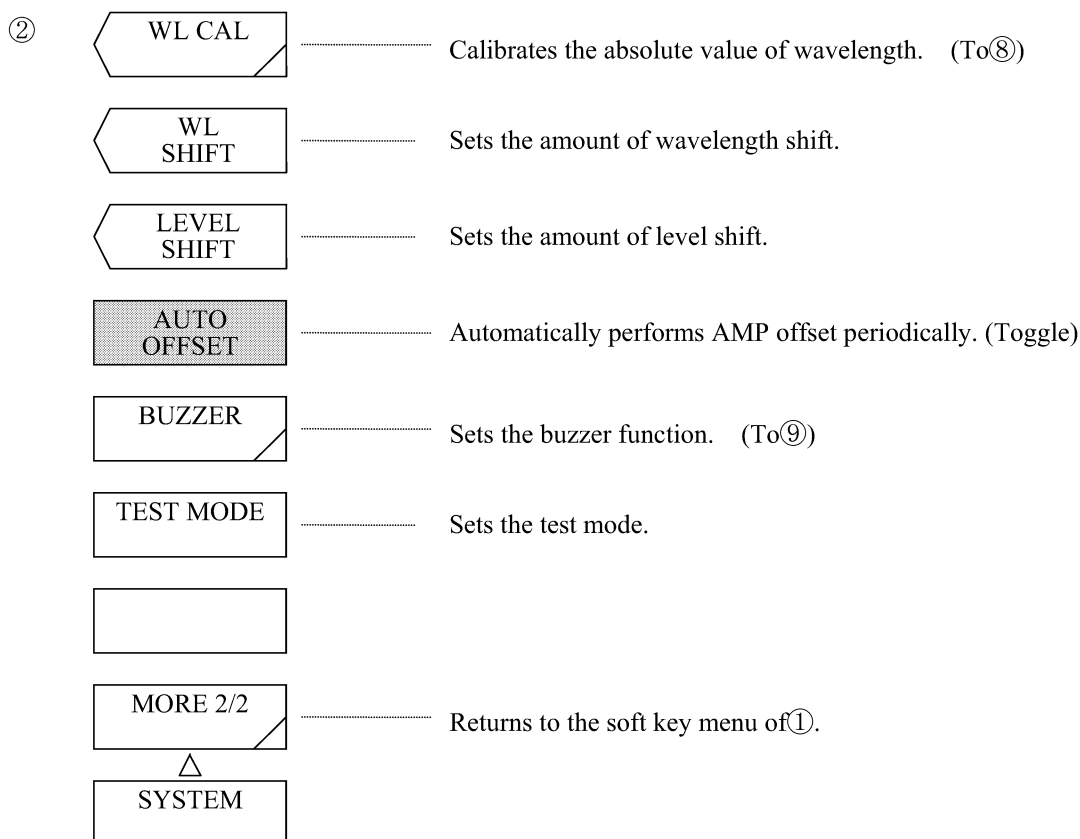 ②
WL CAL
Calibrates the absolute value of wavelength. (To⑧)
WL
SHIFT
Sets the amount of wavelength shift.
LEVEL
SHIFT
Sets the amount of level shift.
AUTO
OFFSET
Automatically performs AMP offset periodically. (Toggle)
BUZZER
Sets the buzzer function. (To⑨)
TEST MODE
Sets the test mode.
MORE 2/2
Returns to the soft key menu of①.
SYSTEM